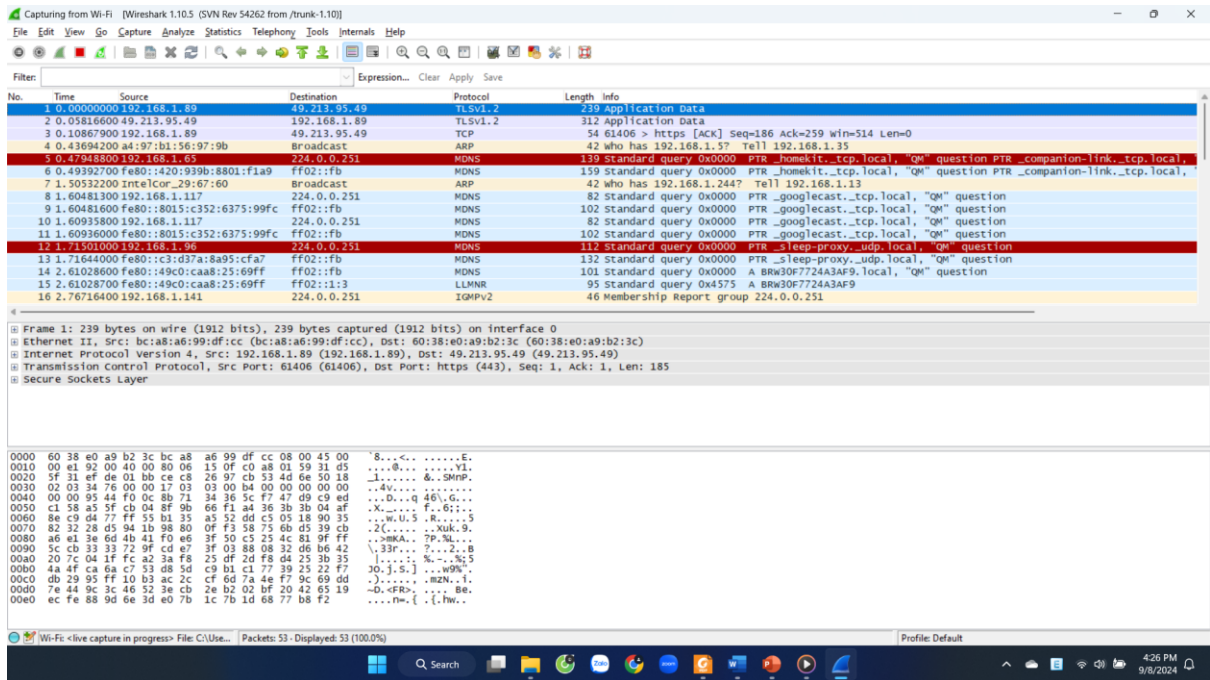 Capturing from Wi-Fi [Wireshark 1.10.5 (SVN Rev 54262 from /trunk-1.10)]
File Edit View Go Capture Analyze Statistics Telephony Tools Internals Help
Filter: Expression... Clear Apply Save
No. Time Source Destination Protocol Length Info
1 0.00000000 192.168.1.89 49.213.95.49 TLSv1.2 239 Application Data
2 0.05816600 49.213.95.49 192.168.1.89 TLSv1.2 312 Application Data
3 0.10867900 192.168.1.89 49.213.95.49 TCP 54 61406 > https [ACK] Seq=186 Ack=259 Win=514 Len=0
4 0.43694200 a4:97:b1:56:97:9b Broadcast ARP 42 Who has 192.168.1.5? Tell 192.168.1.35
5 0.47948800 192.168.1.65 224.0.0.251 MDNS 139 Standard query 0x0000 PTR _homekit._tcp.local, "QM" question PTR _companion-link._tcp.local,
6 0.49392700 fe80::420:939b:8801:f1a9 ff02::fb MDNS 159 Standard query 0x0000 PTR _homekit._tcp.local, "QM" question PTR _companion-link._tcp.local,
7 1.50532200 IntelCor_29:67:60 Broadcast ARP 42 Who has 192.168.1.244? Tell 192.168.1.13
8 1.60481300 192.168.1.117 224.0.0.251 MDNS 82 Standard query 0x0000 PTR _googlecast._tcp.local, "QM" question
9 1.60481600 fe80::8015:c352:6375:99fc ff02::fb MDNS 102 Standard query 0x0000 PTR _googlecast._tcp.local, "QM" question
10 1.60935800 192.168.1.117 224.0.0.251 MDNS 82 Standard query 0x0000 PTR _googlecast._tcp.local, "QM" question
11 1.60936000 fe80::8015:c352:6375:99fc ff02::fb MDNS 102 Standard query 0x0000 PTR _googlecast._tcp.local, "QM" question
12 1.71501000 192.168.1.96 224.0.0.251 MDNS 112 Standard query 0x0000 PTR _sleep-proxy._udp.local, "QM" question
13 1.71644000 fe80::c3:d37a:8a95:cfa7 ff02::fb MDNS 132 Standard query 0x0000 PTR _sleep-proxy._udp.local, "QM" question
14 2.61028600 fe80::49c0:caa8:25:69ff ff02::fb MDNS 101 Standard query 0x0000 A BRW30F7724A3AF9.local, "QM" question
15 2.61028700 fe80::49c0:caa8:25:69ff ff02::1:3 LLMNR 95 Standard query 0x4575 A BRW30F7724A3AF9
16 2.76716400 192.168.1.141 224.0.0.251 IGMPv2 46 Membership Report group 224.0.0.251
Frame 1: 239 bytes on wire (1912 bits), 239 bytes captured (1912 bits) on interface 0
Ethernet II, Src: bc:a8:a6:99:df:cc (bc:a8:a6:99:df:cc), Dst: 60:38:e0:a9:b2:3c (60:38:e0:a9:b2:3c)
Internet Protocol Version 4, Src: 192.168.1.89 (192.168.1.89), Dst: 49.213.95.49 (49.213.95.49)
Transmission Control Protocol, Src Port: 61406 (61406), Dst Port: https (443), Seq: 1, Ack: 1, Len: 185
Secure Sockets Layer
0000 60 38 e0 a9 b2 3c bc a8 a6 99 df cc 08 00 45 00 `8...<.. ......E.
0010 00 e1 92 00 40 00 80 06 15 0f c0 a8 01 59 31 d5 ....@... .....Y1.
0020 5f 31 ef de 01 bb ce c8 26 97 cb 53 4d 6e 50 18 _1...... &..SMnP.
0030 02 03 34 76 00 00 17 03 03 00 b4 00 00 00 00 00 ..4v.... ........
0040 00 00 95 44 f0 0c 8b 71 34 36 5c f7 47 d9 c9 ed ...D...q 46\.G...
0050 c1 58 a5 5f cb 04 8f 9b 66 f1 a4 36 3b 3b 04 af .X._.... f..6;;..
0060 8e c9 d4 77 ff 55 b1 35 a5 52 dd c5 05 18 90 35 ...w.U.5 .R.....5
0070 82 32 28 d5 94 1b 98 80 0f f3 58 75 6b d5 39 cb .2(..... ..Xuk.9.
0080 a6 e1 3e 6d 4b 41 f0 e6 3f 50 c5 25 4c 81 9f ff ..>mKA.. ?P.%L...
0090 5c cb 33 33 72 9f cd e7 3f 03 88 08 32 d6 b6 42 \.33r... ?...2..B
00a0 20 7c 04 1f fc a2 3a f8 25 df 2d f8 d4 25 3b 35 |....:. %.-..%;5
00b0 4a 4f ca 6a c7 53 d8 5d c9 b1 c1 77 39 25 22 f7 JO.j.S.] ...w9%".
00c0 db 29 95 ff 10 b3 ac 2c cf 6d 7a 4e f7 9c 69 dd .)....., .mzN..i.
00d0 7e 44 9c 3c 46 52 3e cb 2e b2 02 bf 20 42 65 19 ~D.<FR>. .... Be.
00e0 ec fe 88 9d 6e 3d e0 7b 1c 7b 1d 68 77 b8 f2 ....n=.{ .{.hw..
Wi-Fi: <live capture in progress> File: C:\Use... Packets: 53 · Displayed: 53 (100.0%) Profile: Default
Search
Zalo
zoom
4:26 PM
9/8/2024